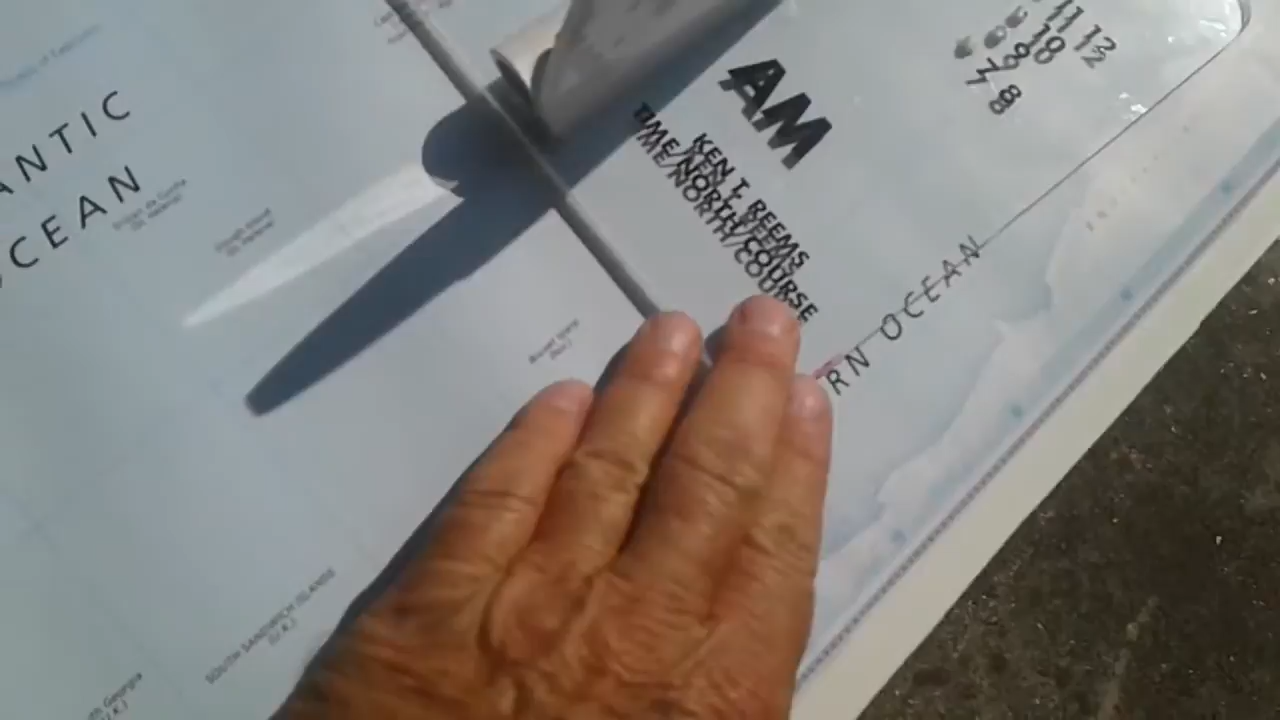 ANTIC
OCEAN
AM
KEN T. REEMS
TIME/NORTH/COURSE
11 12
10
9
7 8
RN OCEAN
SOUTH SANDWICH ISLANDS
(U.K.)
Georgia
(U.K.)